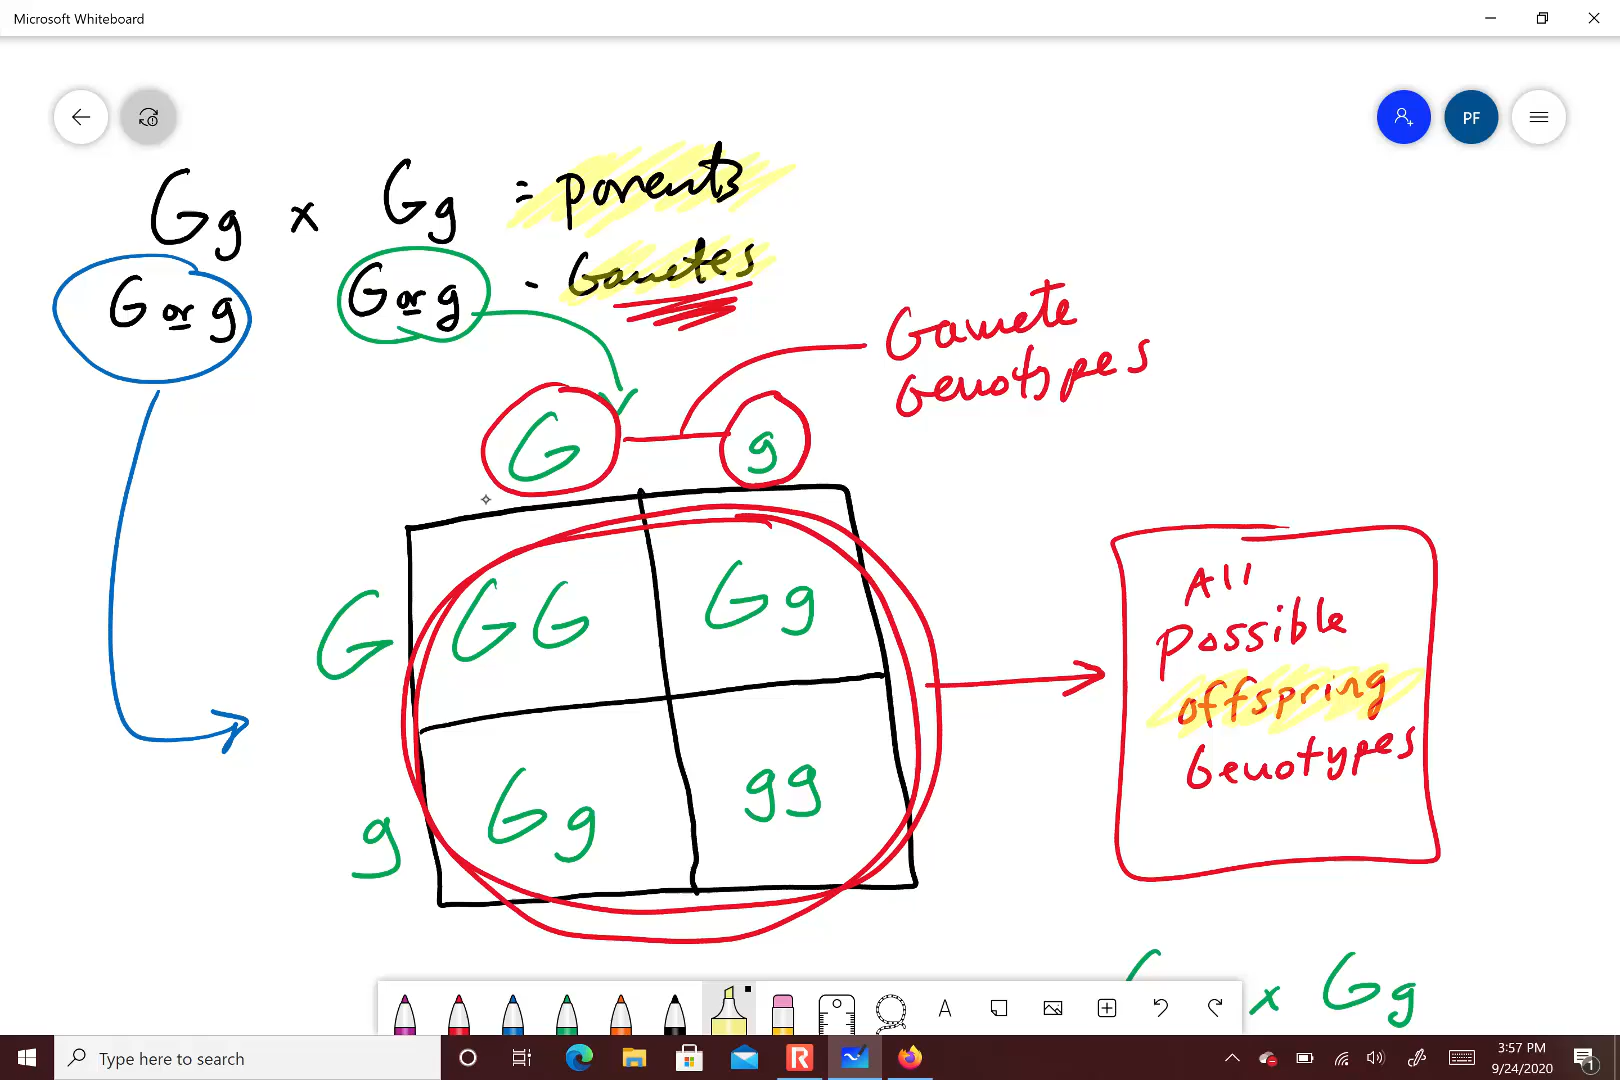 Microsoft Whiteboard
PF
Gg x Gg = parents
G or g G or g - Gametes
Gamete
Genotypes
G g
G GG Gg
g Gg gg
All
Possible
offspring
Genotypes
x Gg
A
Type here to search
3:57 PM
9/24/2020
1